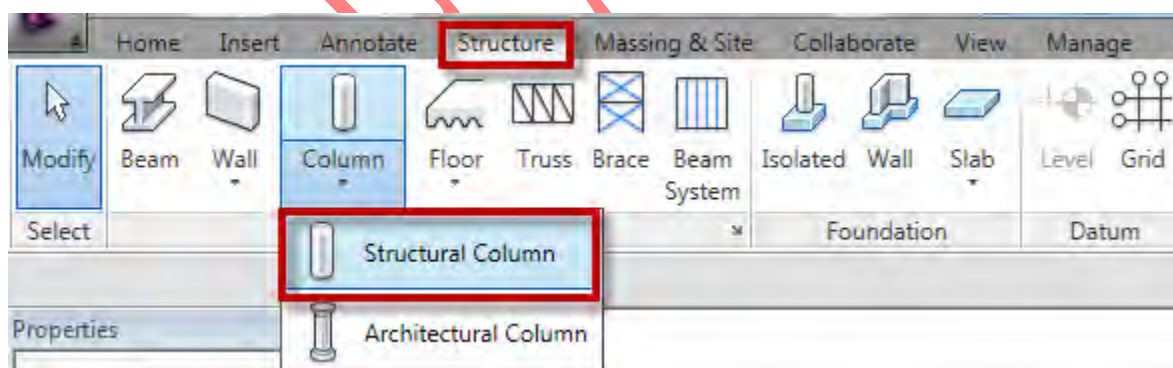 Home Insert Annotate Structure Massing & Site Collaborate View Manage
Modify Beam Wall Column Floor Truss Brace Beam System Isolated Wall Slab Level Grid
Select Foundation Datum
Structural Column
Properties
Architectural Column